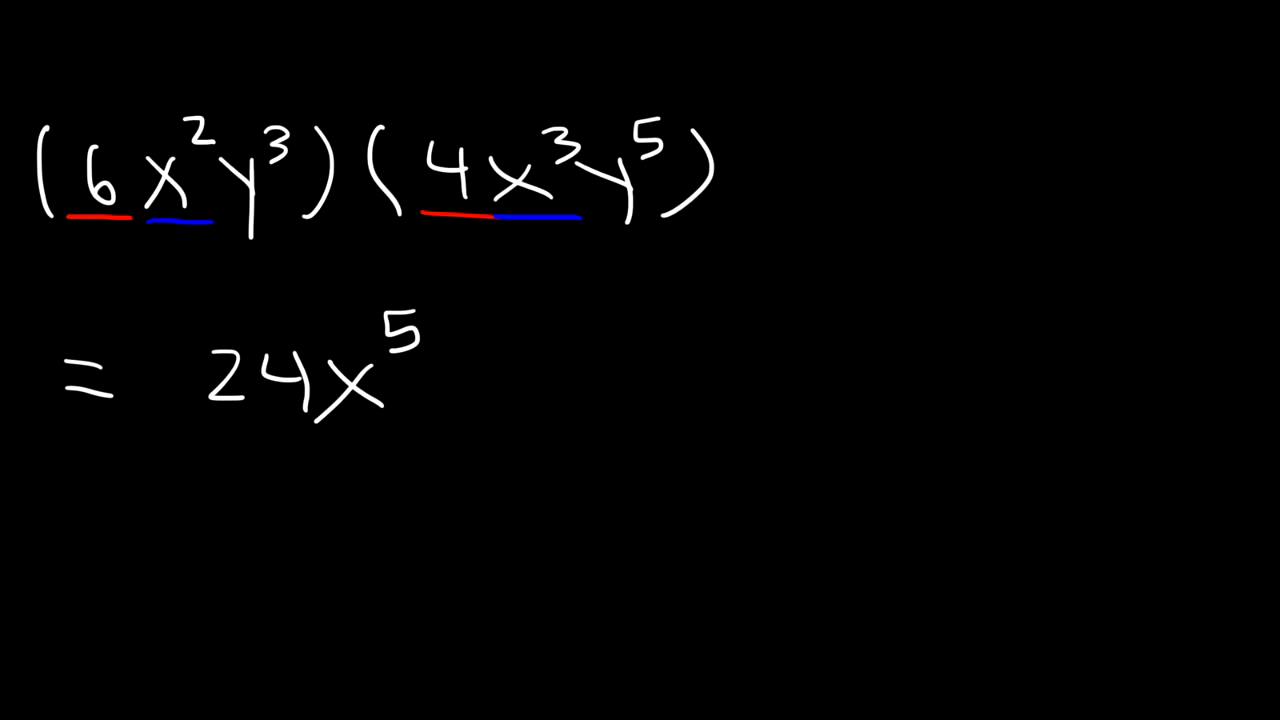 (6x²y³)(4x³y⁵)
= 24x⁵